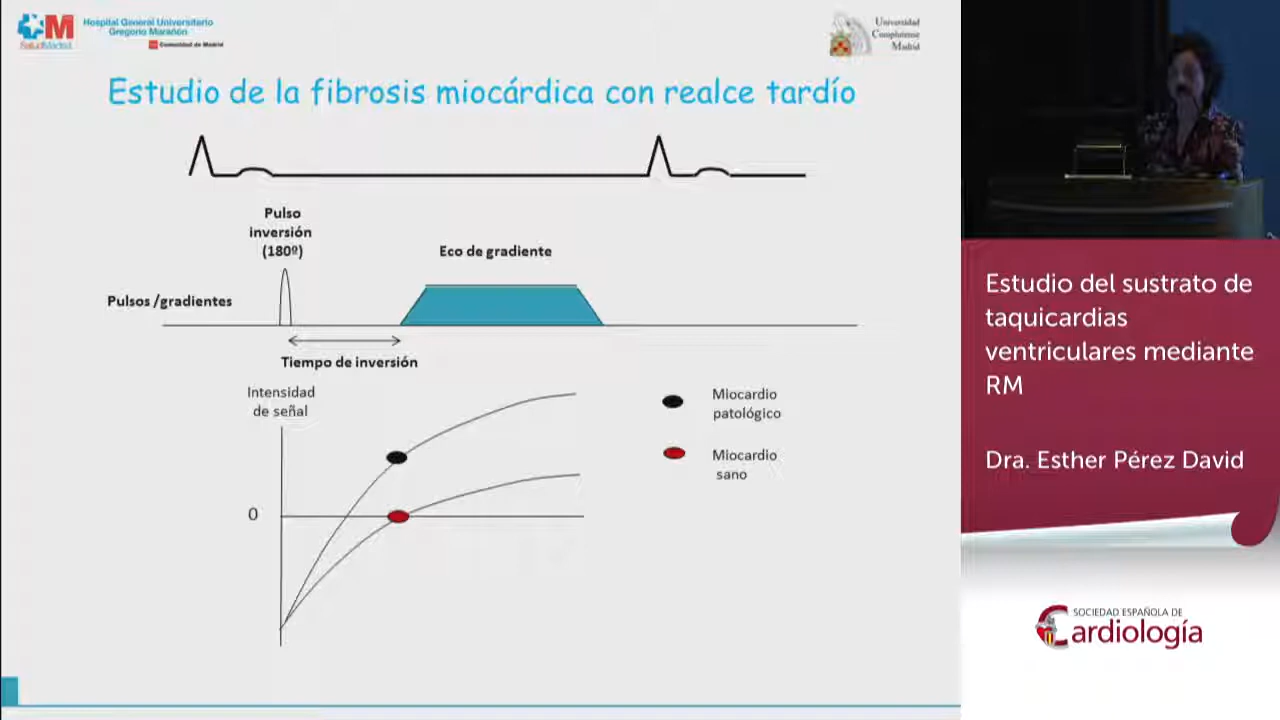 SaludMadrid
Hospital General Universitario
Gregorio Marañón
Comunidad de Madrid
Universidad
Complutense
Madrid
Estudio de la fibrosis miocárdica con realce tardío
Pulso
inversión
(180º)
Eco de gradiente
Pulsos /gradientes
Tiempo de inversión
Intensidad
de señal
0
Miocardio
patológico
Miocardio
sano
Estudio del sustrato de
taquicardias
ventriculares mediante
RM
Dra. Esther Pérez David
SOCIEDAD ESPAÑOLA DE
Cardiología